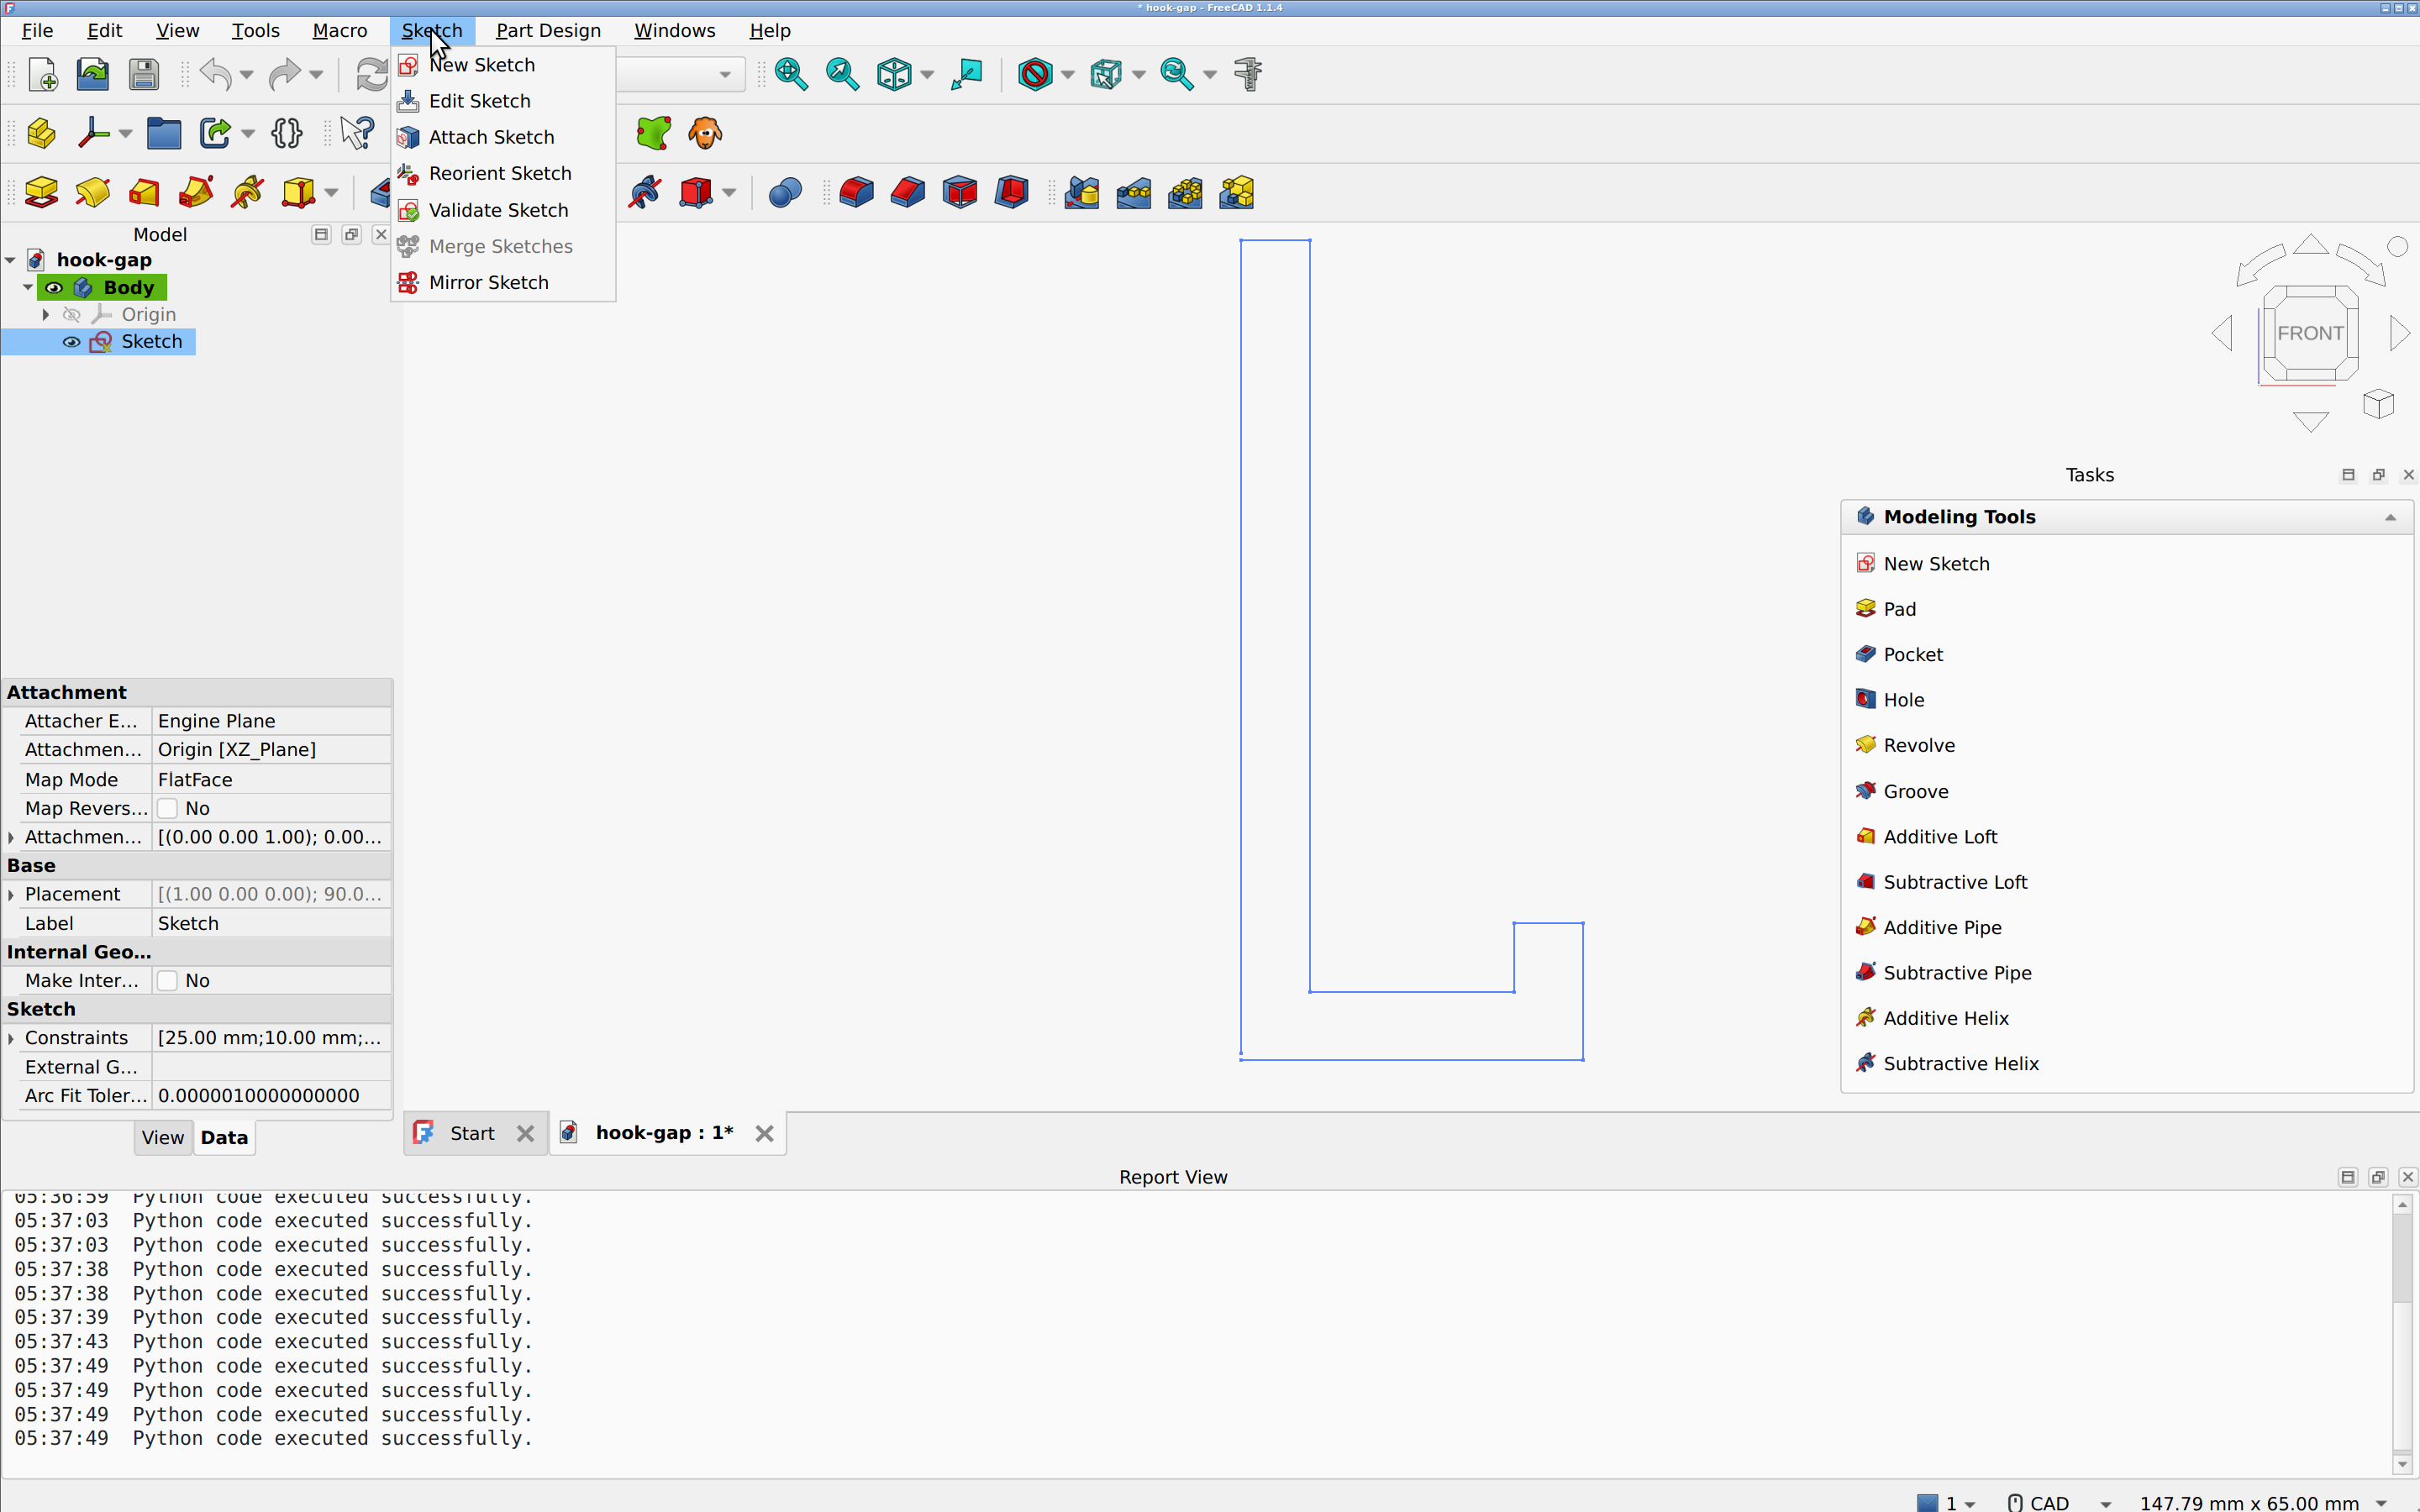 * hook-gap - FreeCAD 1.1.4
File Edit View Tools Macro Sketch Part Design Windows Help
New Sketch
Edit Sketch
Attach Sketch
Reorient Sketch
Validate Sketch
Merge Sketches
Mirror Sketch
Model
hook-gap
Body
Origin
Sketch
FRONT
Tasks
Modeling Tools
New Sketch
Pad
Pocket
Hole
Revolve
Groove
Additive Loft
Subtractive Loft
Additive Pipe
Subtractive Pipe
Additive Helix
Subtractive Helix
Attachment
Attacher E... Engine Plane
Attachmen... Origin [XZ_Plane]
Map Mode FlatFace
Map Revers... No
Attachmen... [(0.00 0.00 1.00); 0.00...
Base
Placement [(1.00 0.00 0.00); 90.0...
Label Sketch
Internal Geo...
Make Inter... No
Sketch
Constraints [25.00 mm;10.00 mm;...
External G...
Arc Fit Toler... 0.0000010000000000
View Data
Start hook-gap : 1*
Report View
05:36:59 Python code executed successfully.
05:37:03 Python code executed successfully.
05:37:03 Python code executed successfully.
05:37:38 Python code executed successfully.
05:37:38 Python code executed successfully.
05:37:39 Python code executed successfully.
05:37:43 Python code executed successfully.
05:37:49 Python code executed successfully.
05:37:49 Python code executed successfully.
05:37:49 Python code executed successfully.
05:37:49 Python code executed successfully.
1 CAD 147.79 mm x 65.00 mm